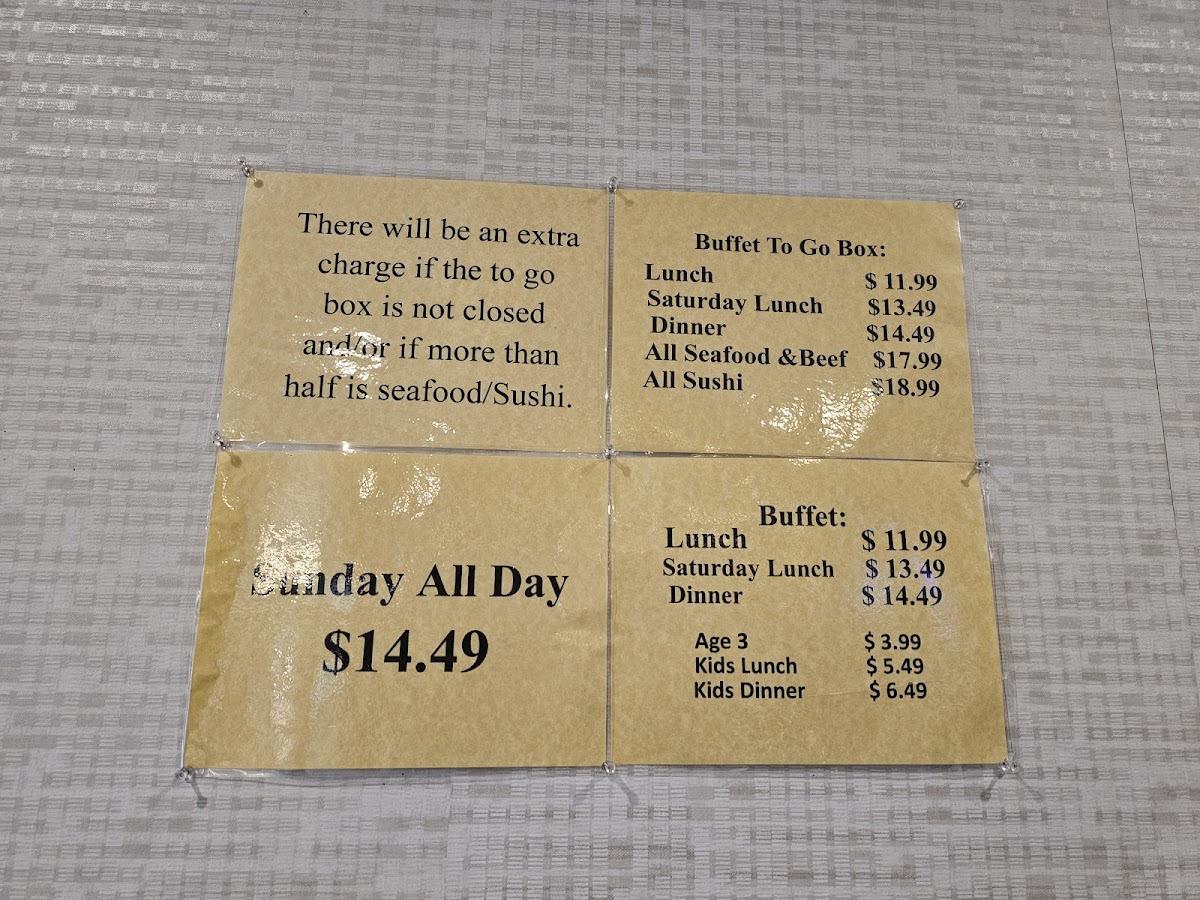 There will be an extra
charge if the to go
box is not closed
and/or if more than
half is seafood/Sushi.
Buffet To Go Box:
Lunch $ 11.99
Saturday Lunch $13.49
Dinner $14.49
All Seafood &Beef $17.99
All Sushi $18.99
Sunday All Day
$14.49
Buffet:
Lunch $ 11.99
Saturday Lunch $ 13.49
Dinner $ 14.49
Age 3 $ 3.99
Kids Lunch $ 5.49
Kids Dinner $ 6.49